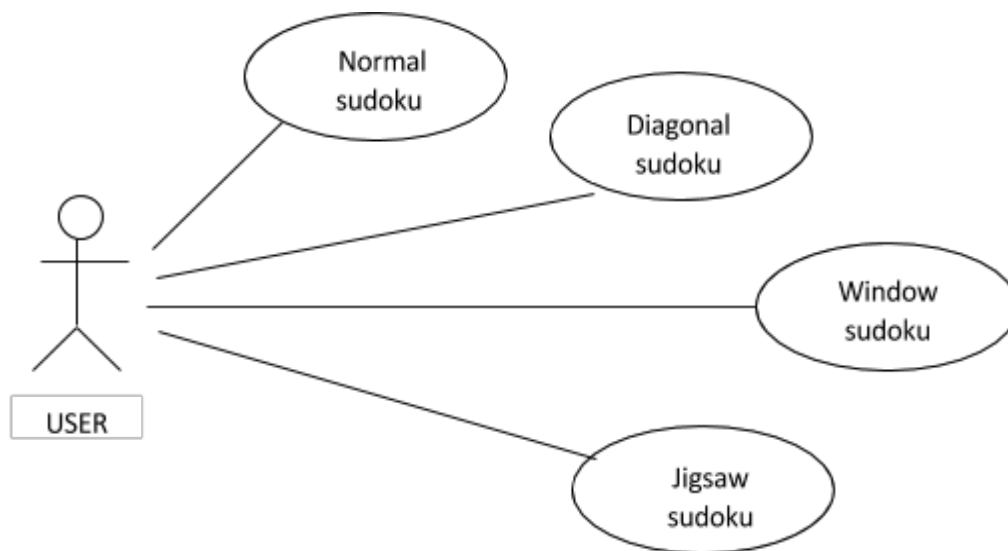 Normal
sudoku
Diagonal
sudoku
Window
sudoku
USER
Jigsaw
sudoku